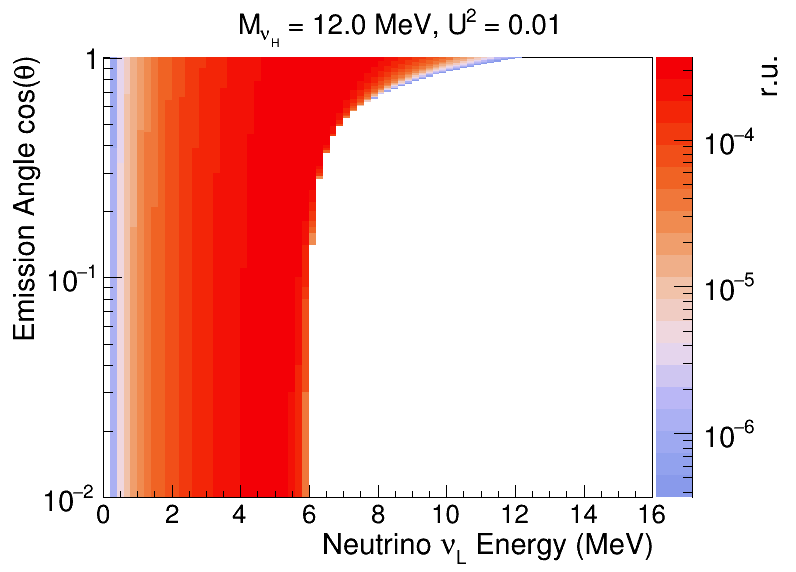 M_{ν_H} = 12.0 MeV, U² = 0.01
r.u.
Emission Angle cos(θ)
1
10⁻¹
10⁻²
10⁻⁴
10⁻⁵
10⁻⁶
0 2 4 6 8 10 12 14 16
Neutrino ν_L Energy (MeV)